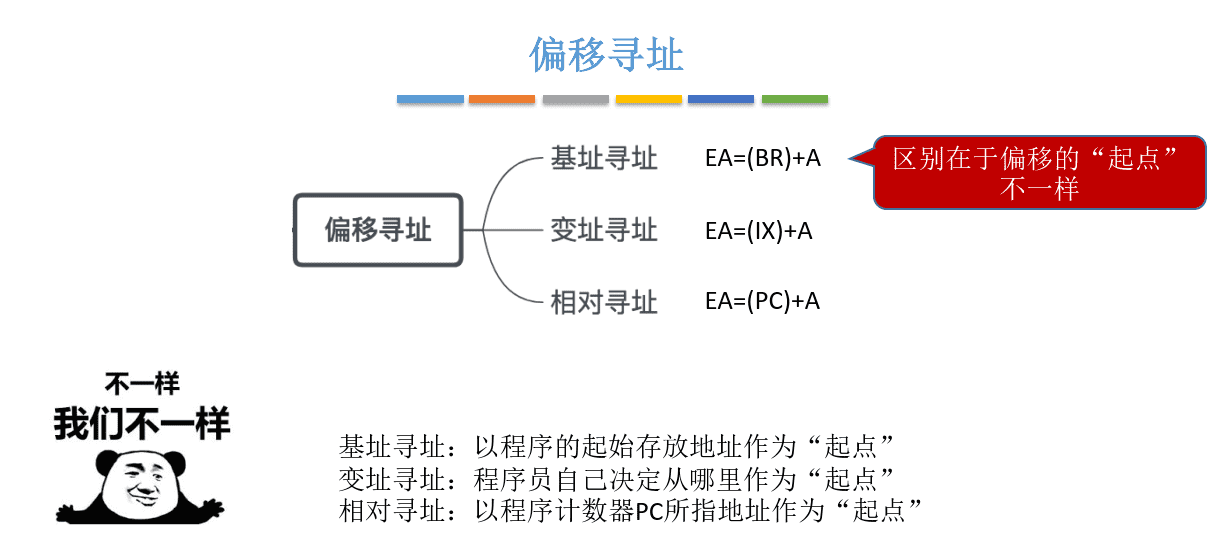 偏移寻址
基址寻址 EA=(BR)+A
区别在于偏移的“起点”
不一样
偏移寻址
变址寻址 EA=(IX)+A
相对寻址 EA=(PC)+A
不一样
我们不一样
基址寻址：以程序的起始存放地址作为“起点”
变址寻址：程序员自己决定从哪里作为“起点”
相对寻址：以程序计数器PC所指地址作为“起点”